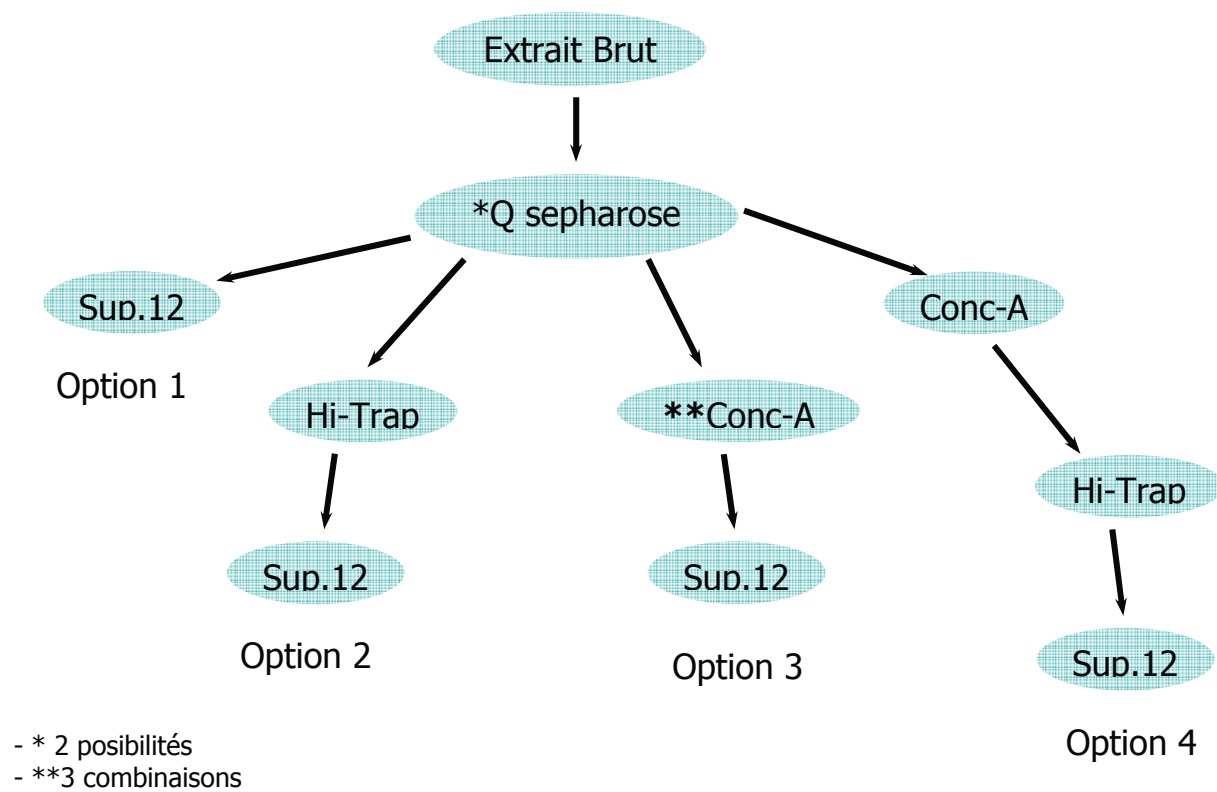 Extrait Brut
*Q sepharose
Sup.12
Conc-A
Option 1
Hi-Trap
**Conc-A
Hi-Trap
Sup.12
Sup.12
Option 2
Option 3
Sup.12
Option 4
- * 2 posibilités
- **3 combinaisons